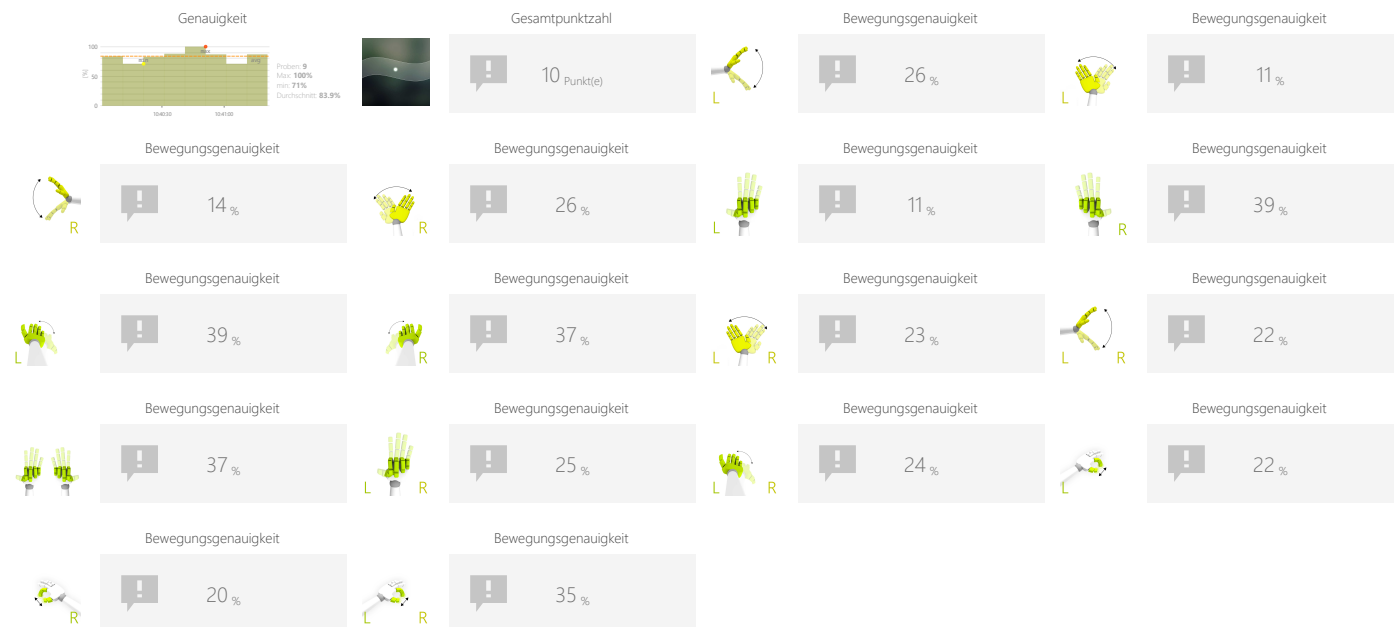 Genauigkeit
Gesamtpunktzahl
Bewegungsgenauigkeit
Bewegungsgenauigkeit
100
50
0
[%]
10:40:30
10:41:00
Proben: 9
Max: 100%
min: 71%
Durchschnitt: 83.9%
10 Punkt(e)
L
26 %
L
11 %
Bewegungsgenauigkeit
Bewegungsgenauigkeit
Bewegungsgenauigkeit
Bewegungsgenauigkeit
R
14 %
R
26 %
L
11 %
R
39 %
Bewegungsgenauigkeit
Bewegungsgenauigkeit
Bewegungsgenauigkeit
Bewegungsgenauigkeit
L
39 %
R
37 %
L R
23 %
L R
22 %
Bewegungsgenauigkeit
Bewegungsgenauigkeit
Bewegungsgenauigkeit
Bewegungsgenauigkeit
37 %
L R
25 %
L R
24 %
L
22 %
Bewegungsgenauigkeit
Bewegungsgenauigkeit
R
20 %
L R
35 %